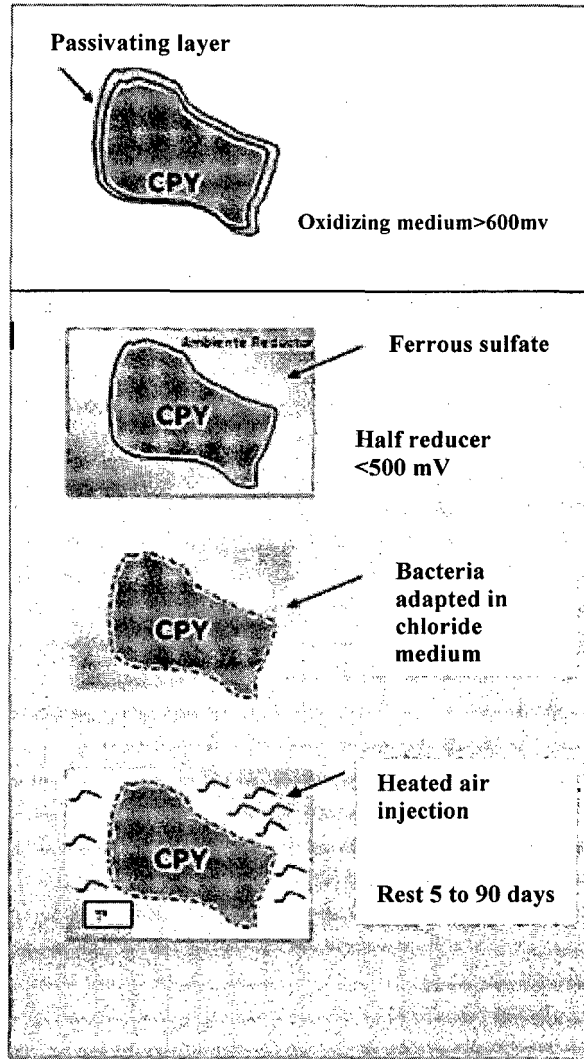 Passivating layer
CPY
Oxidizing medium>600mv
Ambiente Reductor
Ferrous sulfate
CPY
Half reducer
<500 mV
CPY
Bacteria
adapted in
chloride
medium
Heated air
injection
CPY
Rest 5 to 90 days